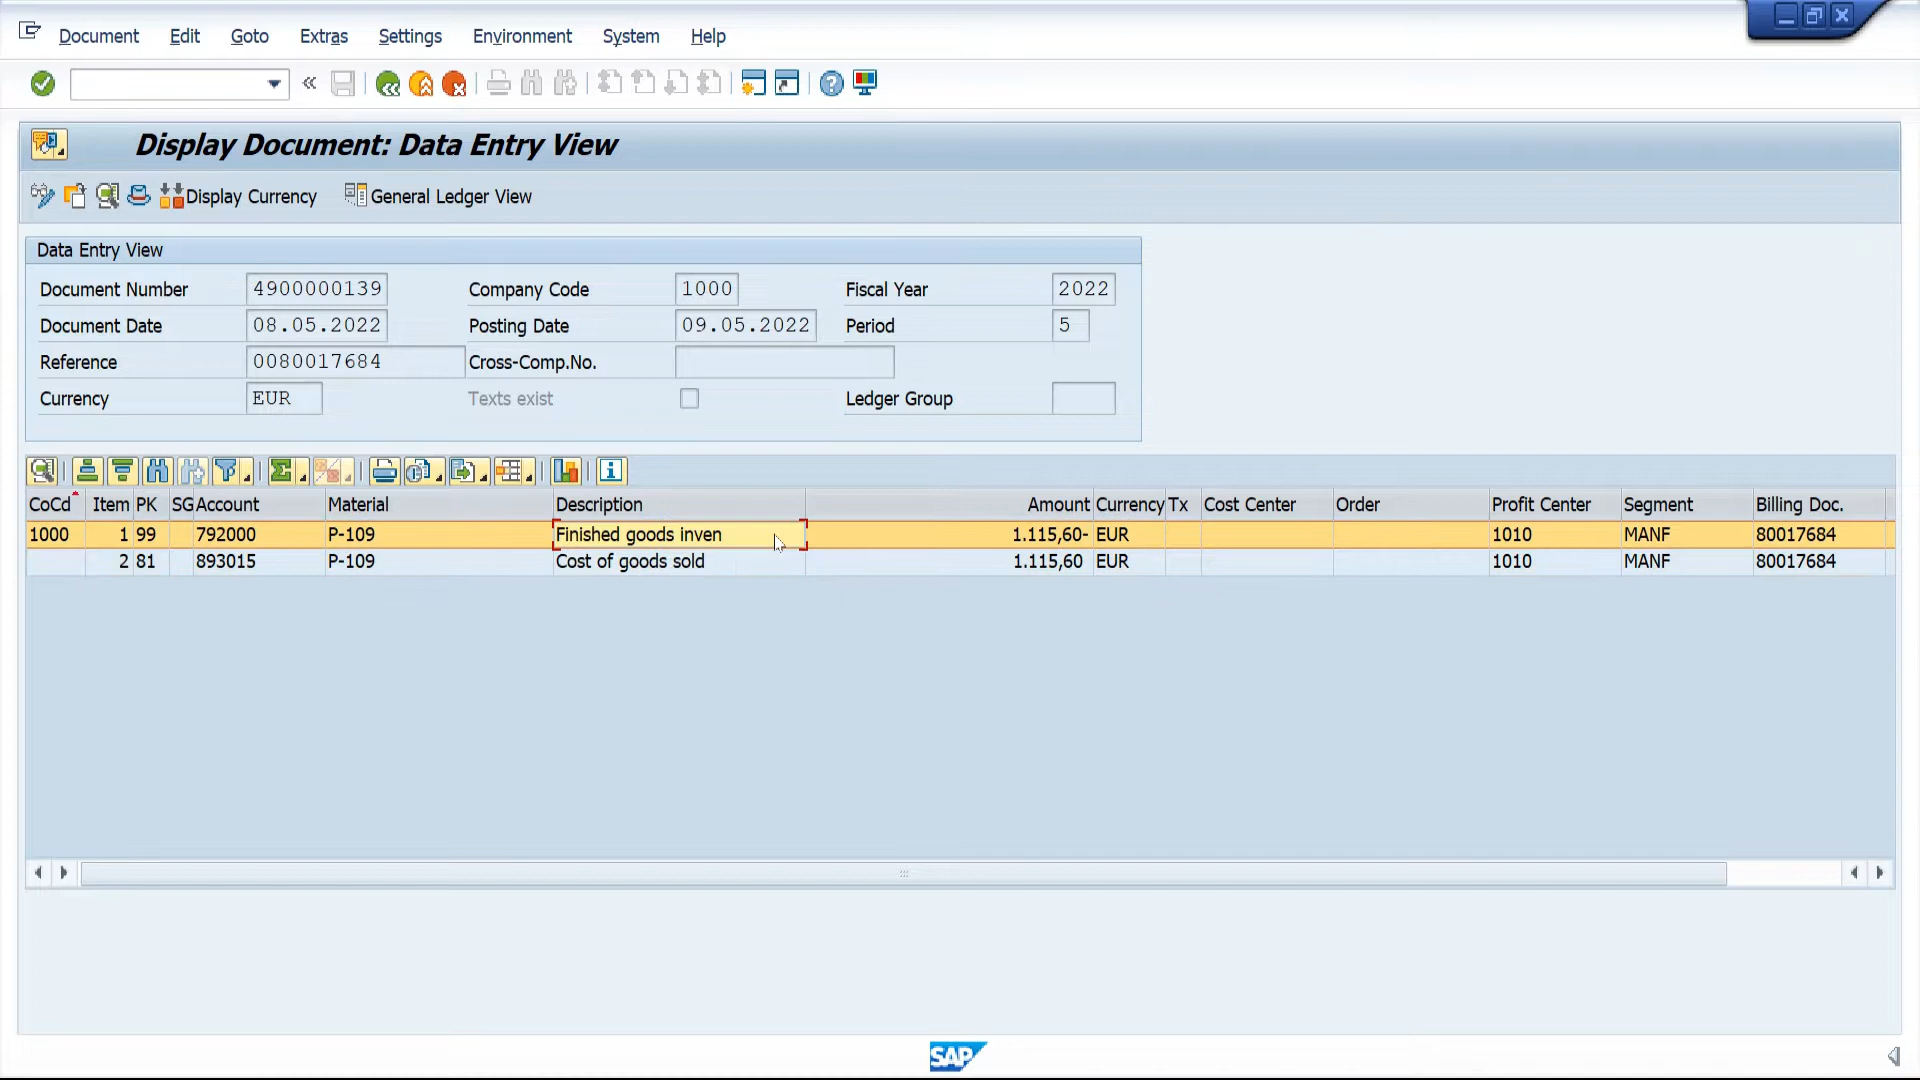 Document Edit Goto Extras Settings Environment System Help
Display Document: Data Entry View
Display Currency General Ledger View
Data Entry View
Document Number 4900000139 Company Code 1000 Fiscal Year 2022
Document Date 08.05.2022 Posting Date 09.05.2022 Period 5
Reference 0080017684 Cross-Comp.No.
Currency EUR Texts exist Ledger Group
CoCd Item PK SG Account Material Description Amount Currency Tx Cost Center Order Profit Center Segment Billing Doc.
1000 1 99 792000 P-109 Finished goods inven 1.115,60- EUR 1010 MANF 80017684
2 81 893015 P-109 Cost of goods sold 1.115,60 EUR 1010 MANF 80017684
SAP